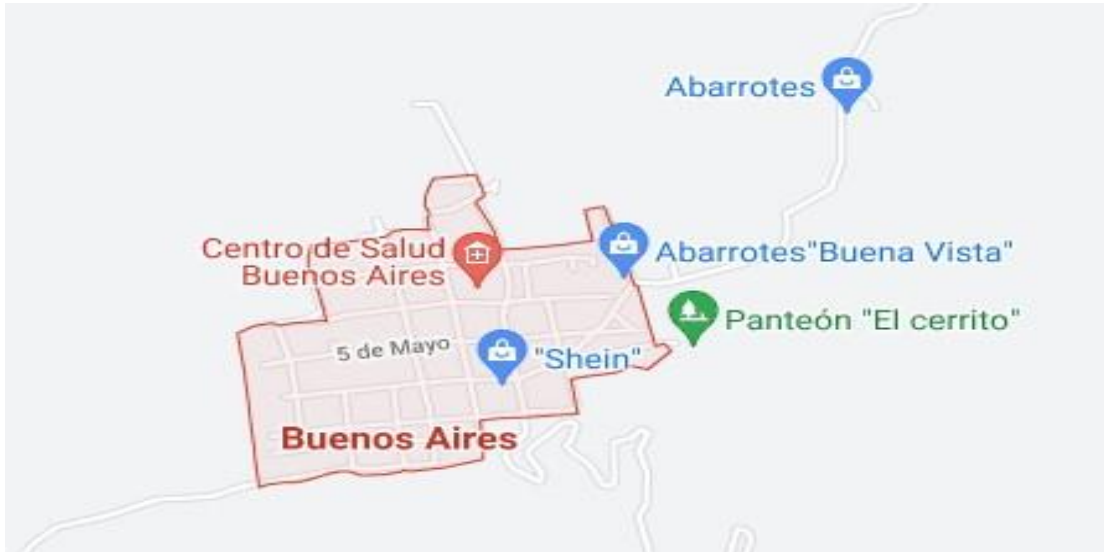 Abarrotes
Centro de Salud
Buenos Aires
Abarrotes"Buena Vista"
Panteón "El cerrito"
5 de Mayo
"Shein"
Buenos Aires